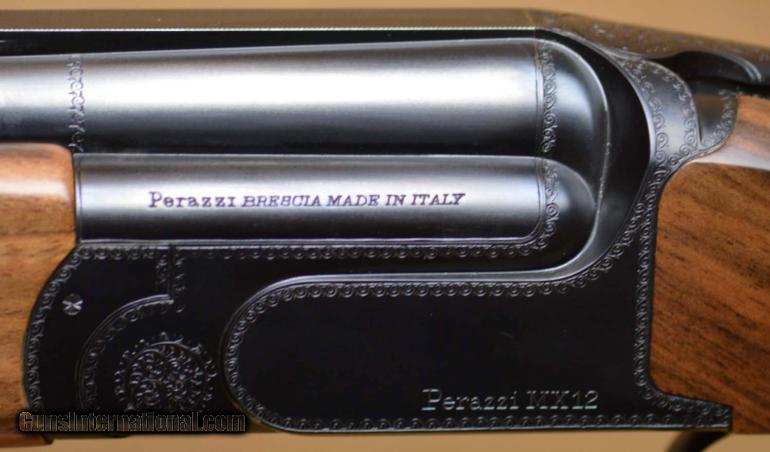 Perazzi BRESCIA MADE IN ITALY
Perazzi MX12
GunsInternational.com